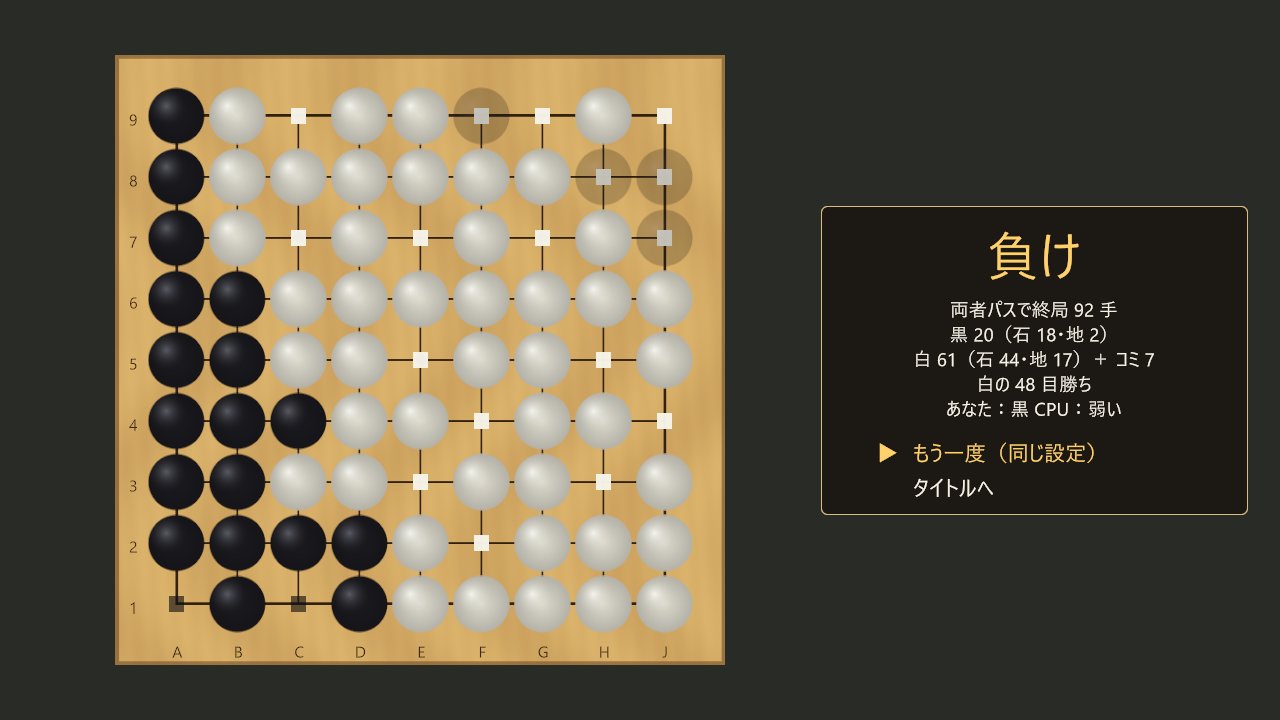 9
8
7
6
5
4
3
2
1
A B C D E F G H J
負け
両者パスで終局 92 手
黒 20（石 18・地 2）
白 61（石 44・地 17）＋ コミ 7
白の 48 目勝ち
あなた：黒 CPU：弱い
▶ もう一度（同じ設定）
タイトルへ